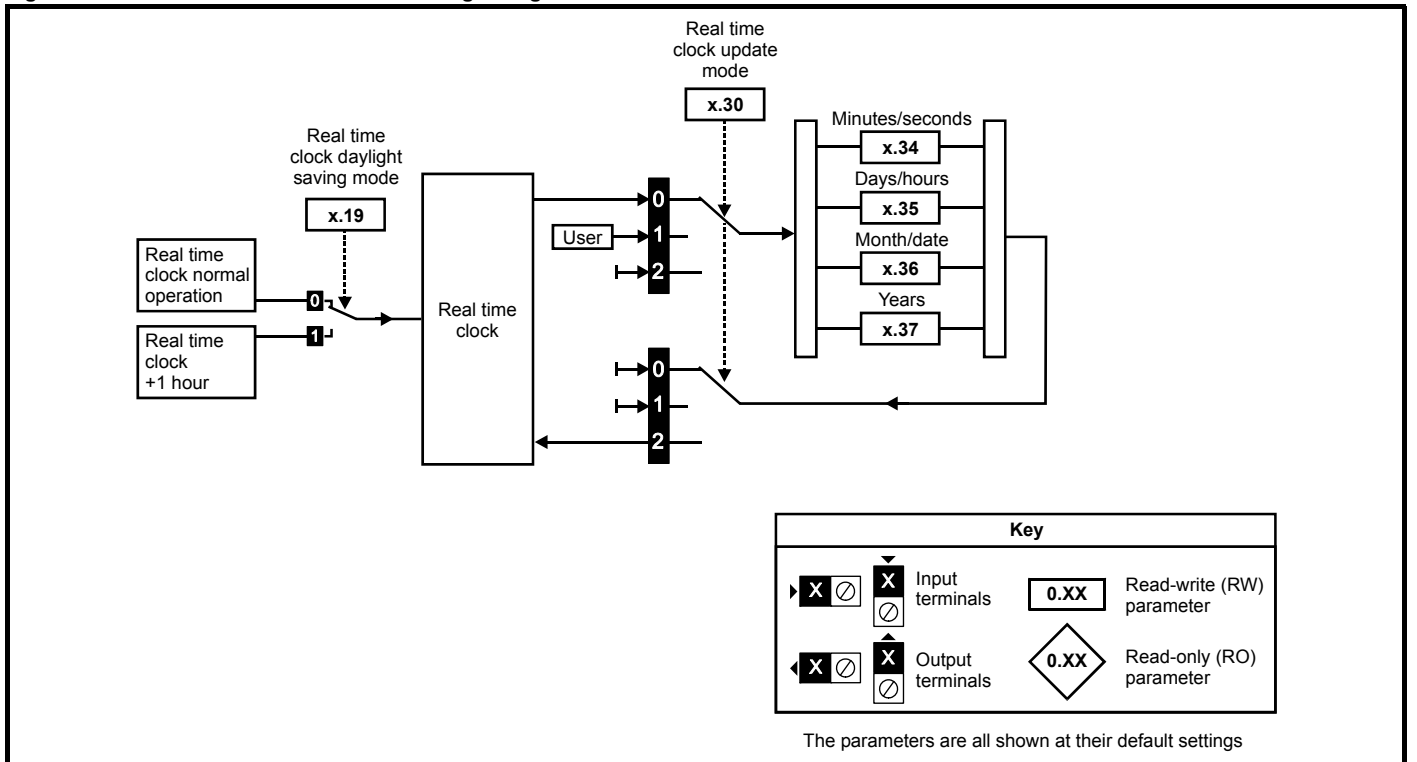 Real time
clock update
mode
x.30
Real time
clock daylight
saving mode
x.19
Real time
clock normal
operation
0
Real time
clock
+1 hour
1
Real time
clock
0
User
1
2
0
1
2
Minutes/seconds
x.34
Days/hours
x.35
Month/date
x.36
Years
x.37
Key
X
X
Input
terminals
0.XX
Read-write (RW)
parameter
X
X
Output
terminals
0.XX
Read-only (RO)
parameter
The parameters are all shown at their default settings